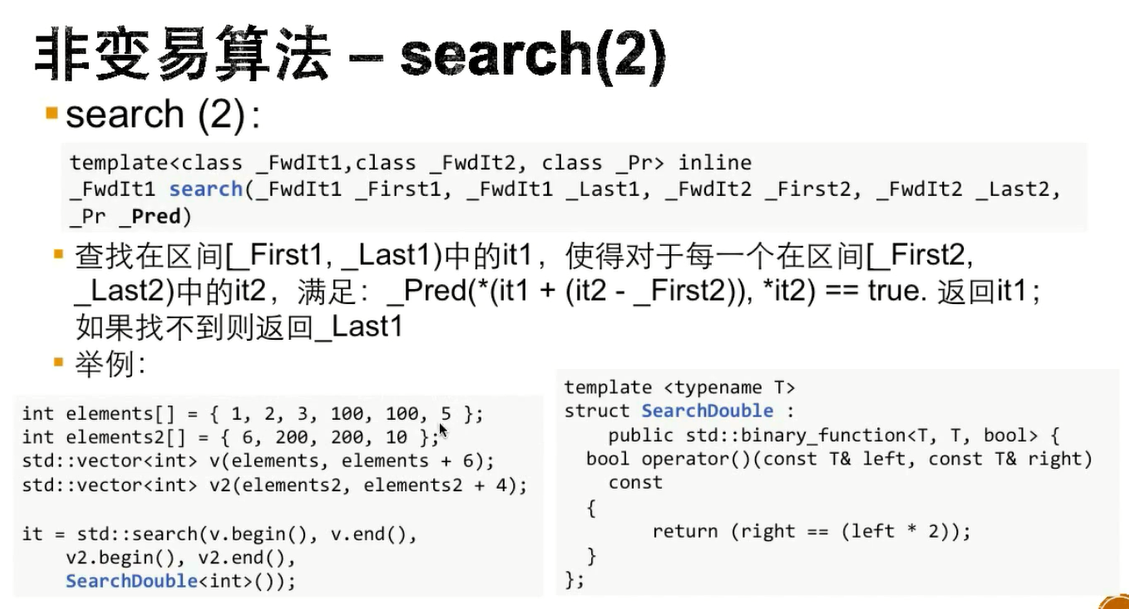 非变易算法 – search(2)
search (2):
template<class _FwdIt1,class _FwdIt2, class _Pr> inline
_FwdIt1 search(_FwdIt1 _First1, _FwdIt1 _Last1, _FwdIt2 _First2, _FwdIt2 _Last2,
_Pr _Pred)
查找在区间[_First1, _Last1)中的it1，使得对于每一个在区间[_First2,
_Last2)中的it2，满足：_Pred(*(it1 + (it2 - _First2)), *it2) == true. 返回it1；
如果找不到则返回_Last1
举例：
int elements[] = { 1, 2, 3, 100, 100, 5 };
int elements2[] = { 6, 200, 200, 10 };
std::vector<int> v(elements, elements + 6);
std::vector<int> v2(elements2, elements2 + 4);
it = std::search(v.begin(), v.end(),
v2.begin(), v2.end(),
SearchDouble<int>());
template <typename T>
struct SearchDouble :
public std::binary_function<T, T, bool> {
bool operator()(const T& left, const T& right)
const
{
return (right == (left * 2));
}
};